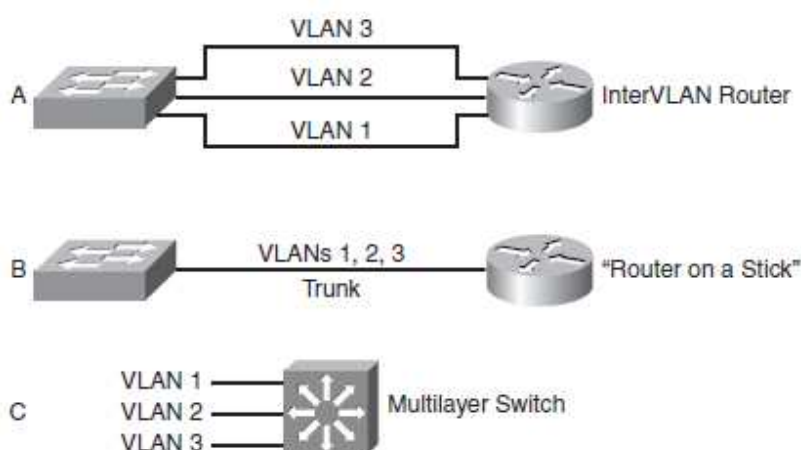 VLAN 3
A
VLAN 2
InterVLAN Router
VLAN 1
B
VLANs 1, 2, 3
Trunk
“Router on a Stick”
C
VLAN 1
VLAN 2
VLAN 3
Multilayer Switch